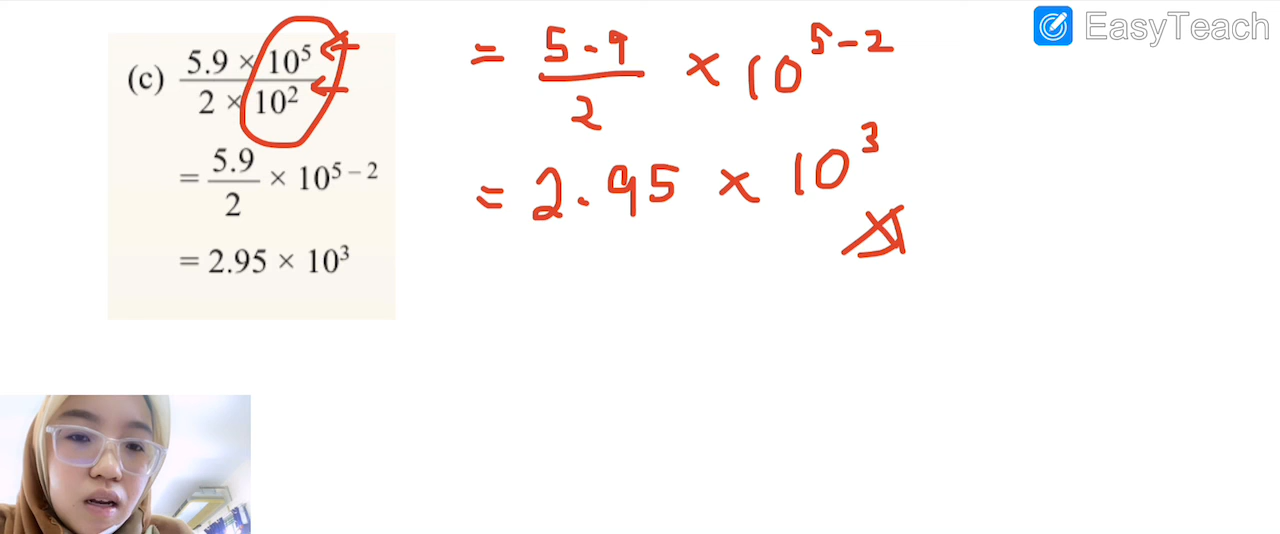 EasyTeach
(c) 5.9 × 10⁵ / 2 × 10²
= 5.9 / 2 × 10⁵⁻²
= 2.95 × 10³
= 5.9 / 2 × 10⁵⁻²
= 2.95 × 10³